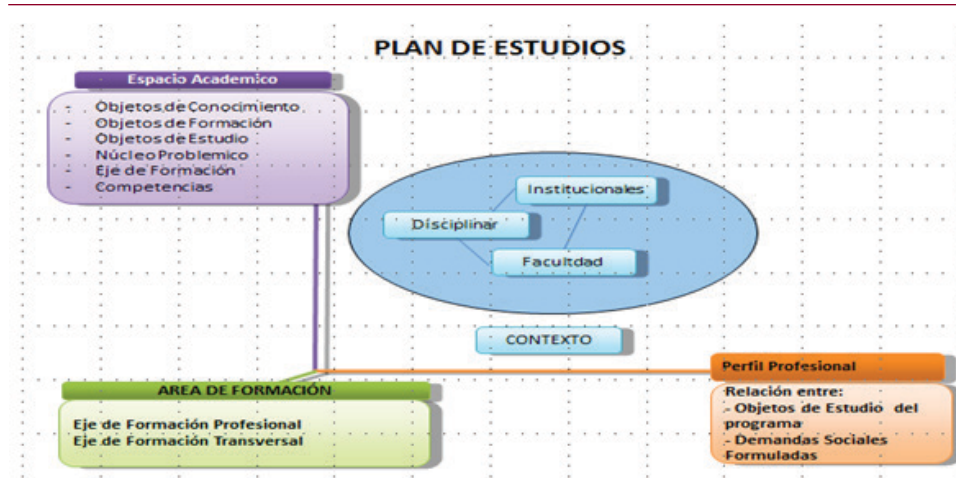 PLAN DE ESTUDIOS
Espacio Academico
- Objetos de Conocimiento
- Objetos de Formación
- Objetos de Estudio
- Núcleo Problemico
- Eje de Formación
- Competencias
Institucionales
Disciplinar
Facultdad
CONTEXTO
AREA DE FORMACIÓN
Eje de Formación Profesional
Eje de Formación Transversal
Perfil Profesional
Relación entre:
- Objetos de Estudio del
programa
- Demandas Sociales
Formuladas